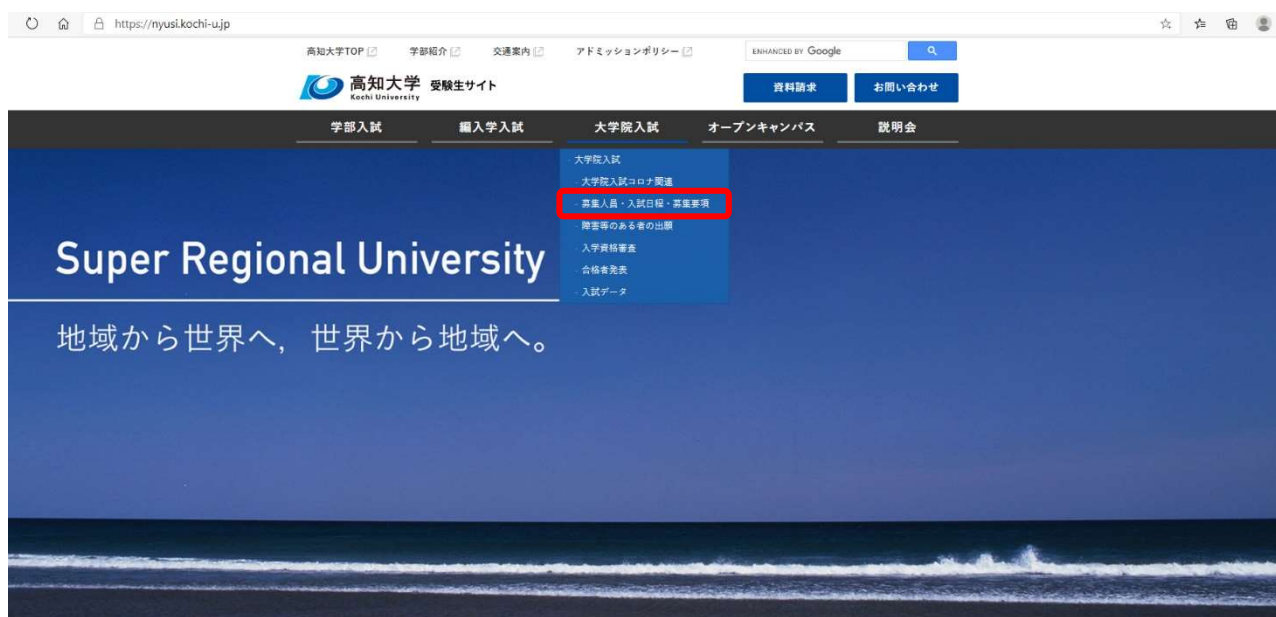 https://nyusi.kochi-u.jp
高知大学TOP 学部紹介 交通案内 アドミッションポリシー ENHANCED BY Google
高知大学 受験生サイト 資料請求 お問い合わせ
Kochi University
学部入試 編入学入試 大学院入試 オープンキャンパス 説明会
大学院入試
大学院入試コロナ関連
募集人員・入試日程・募集要項
障害等のある者の出願
入学資格審査
合格者発表
入試データ
Super Regional University
地域から世界へ，世界から地域へ。